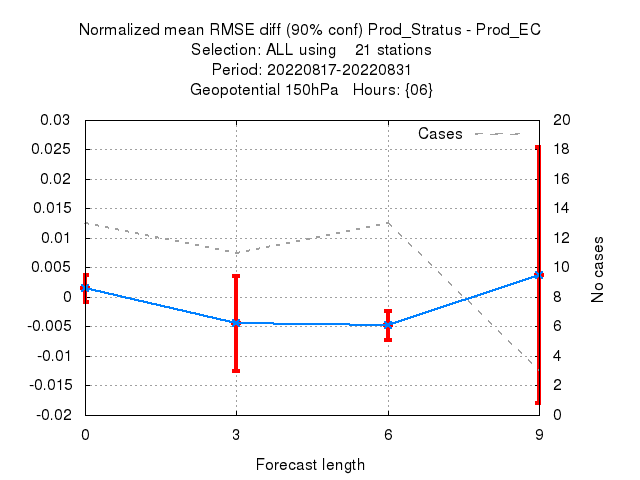 Normalized mean RMSE diff (90% conf) Prod_Stratus - Prod_EC
Selection: ALL using    21 stations
Period: 20220817-20220831
Geopotential 150hPa   Hours: {06}
0.03
0.025
0.02
0.015
0.01
0.005
0
-0.005
-0.01
-0.015
-0.02
Cases
20
18
16
14
12
10
8
6
4
2
0
No cases
0 3 6 9
Forecast length